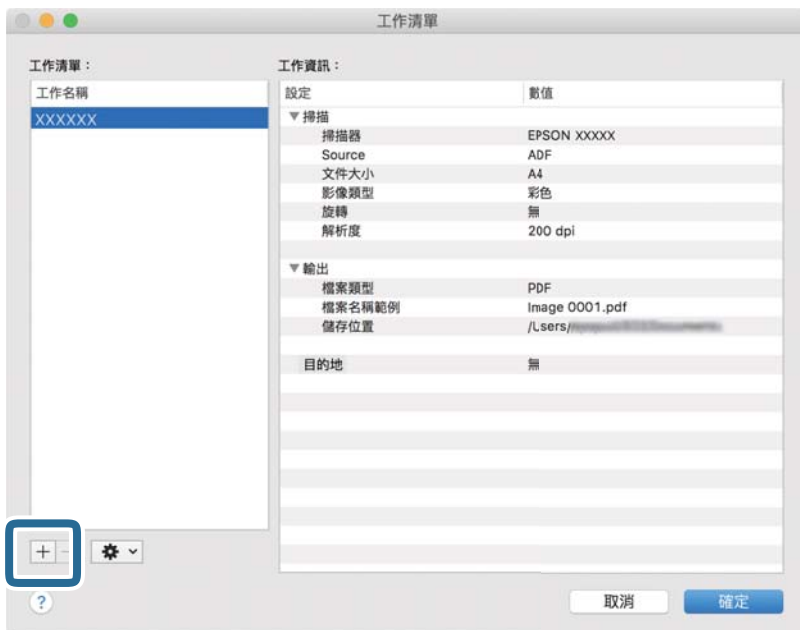 工作清單
工作清單：
工作資訊：
工作名稱
設定 數值
XXXXXX
▼掃描
掃描器 EPSON XXXXX
Source ADF
文件大小 A4
影像類型 彩色
旋轉 無
解析度 200 dpi
▼輸出
檔案類型 PDF
檔案名稱範例 Image 0001.pdf
儲存位置 /Users/
目的地 無
+ −
?
取消 確定